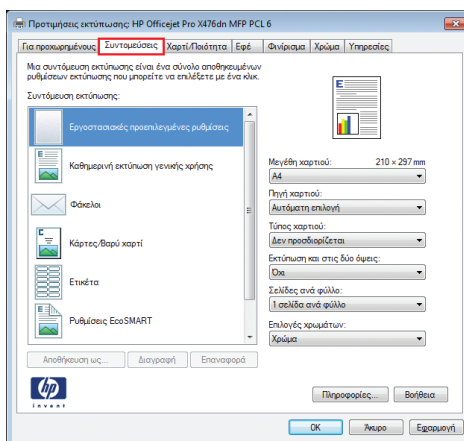 Προτιμήσεις εκτύπωσης: HP Officejet Pro X476dn MFP PCL 6
Για προχωρημένους Συντομεύσεις Χαρτί/Ποιότητα Εφέ Φινίρισμα Χρώμα Υπηρεσίες
Μια συντόμευση εκτύπωσης είναι ένα σύνολο αποθηκευμένων
ρυθμίσεων εκτύπωσης που μπορείτε να επιλέξετε με ένα κλικ.
Συντόμευση εκτύπωσης:
Εργοστασιακές προεπιλεγμένες ρυθμίσεις
Καθημερινή εκτύπωση γενικής χρήσης
Φάκελοι
Κάρτες/Βαρύ χαρτί
Ετικέτα
Ρυθμίσεις EcoSMART
Αποθήκευση ως... Διαγραφή Επαναφορά
Μεγέθη χαρτιού: 210 × 297 mm
A4
Πηγή χαρτιού:
Αυτόματη επιλογή
Τύπος χαρτιού:
Δεν προσδιορίζεται
Εκτύπωση και στις δύο όψεις:
Όχι
Σελίδες ανά φύλλο:
1 σελίδα ανά φύλλο
Επιλογές χρωμάτων:
Χρώμα
hp
invent
Πληροφορίες... Βοήθεια
OK Άκυρο Εφαρμογή